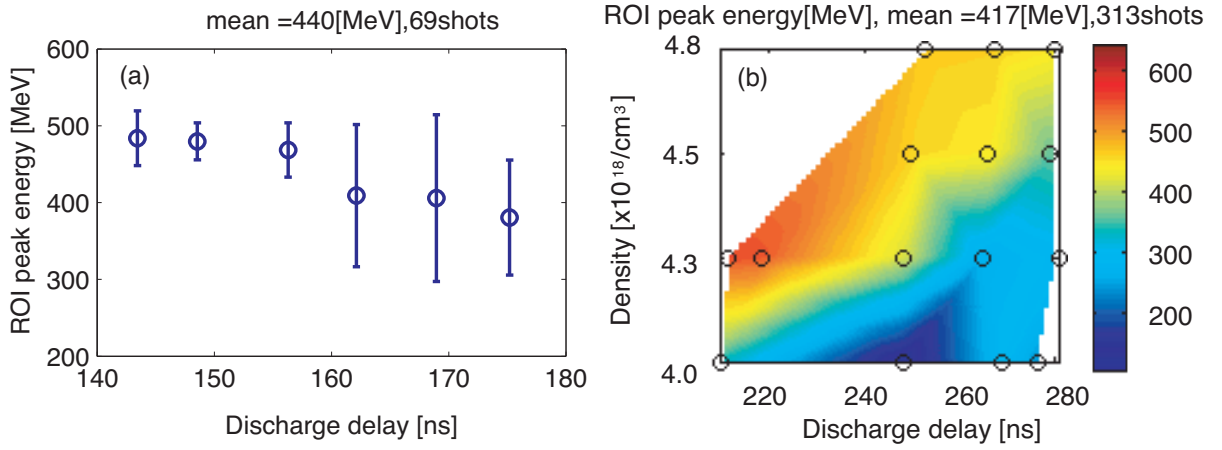 mean =440[MeV],69shots
(a)
ROI peak energy [MeV]
600
500
400
300
200
140
150
160
170
180
Discharge delay [ns]
ROI peak energy[MeV], mean =417[MeV],313shots
(b)
Density [x10 18/cm3]
4.8
4.5
4.3
4.0
220
240
260
280
Discharge delay [ns]
600
500
400
300
200